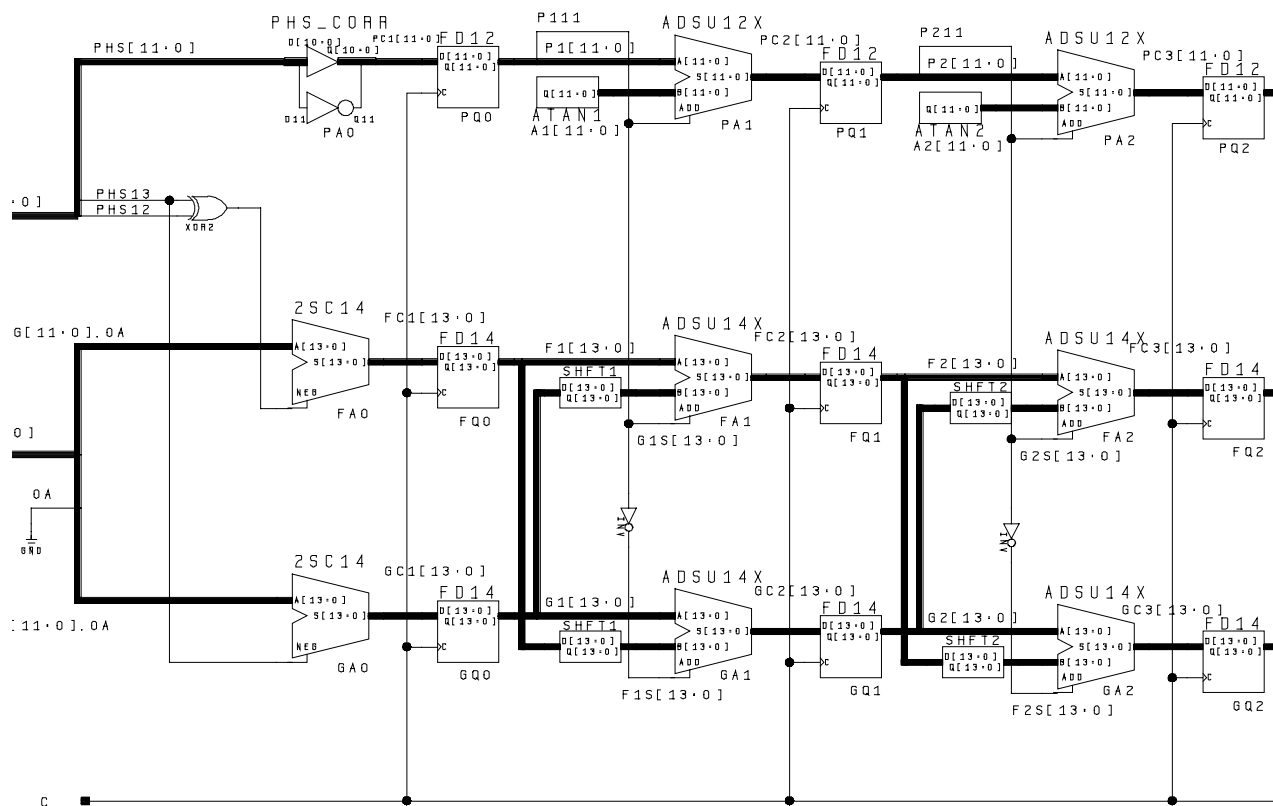 PHS_CORR
D[10:0]
Q[10:0]
PHS[11:0]
PC1[11:0]
D11
Q11
PA0
FD12
D[11:0]
Q[11:0]
C
PQ0
P111
P1[11:0]
Q[11:0]
ATAN1
A1[11:0]
ADSU12X
A[11:0]
S[11:0]
B[11:0]
ADD
PA1
PC2[11:0]
FD12
D[11:0]
Q[11:0]
C
PQ1
P211
P2[11:0]
Q[11:0]
ATAN2
A2[11:0]
ADSU12X
A[11:0]
S[11:0]
B[11:0]
ADD
PA2
PC3[11:0]
FD12
D[11:0]
Q[11:0]
C
PQ2
:0]
PHS13
PHS12
XOR2
G[11:0].0A
2SC14
A[13:0]
S[13:0]
NEG
FA0
FC1[13:0]
FD14
D[13:0]
Q[13:0]
C
FQ0
F1[13:0]
SHFT1
D[13:0]
Q[13:0]
G1S[13:0]
ADSU14X
A[13:0]
S[13:0]
B[13:0]
ADD
FA1
FC2[13:0]
FD14
D[13:0]
Q[13:0]
C
FQ1
F2[13:0]
SHFT2
D[13:0]
Q[13:0]
G2S[13:0]
ADSU14X
A[13:0]
S[13:0]
B[13:0]
ADD
FA2
FC3[13:0]
FD14
D[13:0]
Q[13:0]
C
FQ2
0]
0A
GND
INV
INV
[11:0].0A
2SC14
A[13:0]
S[13:0]
NEG
GA0
GC1[13:0]
FD14
D[13:0]
Q[13:0]
C
GQ0
G1[13:0]
SHFT1
D[13:0]
Q[13:0]
F1S[13:0]
ADSU14X
A[13:0]
S[13:0]
B[13:0]
ADD
GA1
GC2[13:0]
FD14
D[13:0]
Q[13:0]
C
GQ1
G2[13:0]
SHFT2
D[13:0]
Q[13:0]
F2S[13:0]
ADSU14X
A[13:0]
S[13:0]
B[13:0]
ADD
GA2
GC3[13:0]
FD14
D[13:0]
Q[13:0]
C
GQ2
C